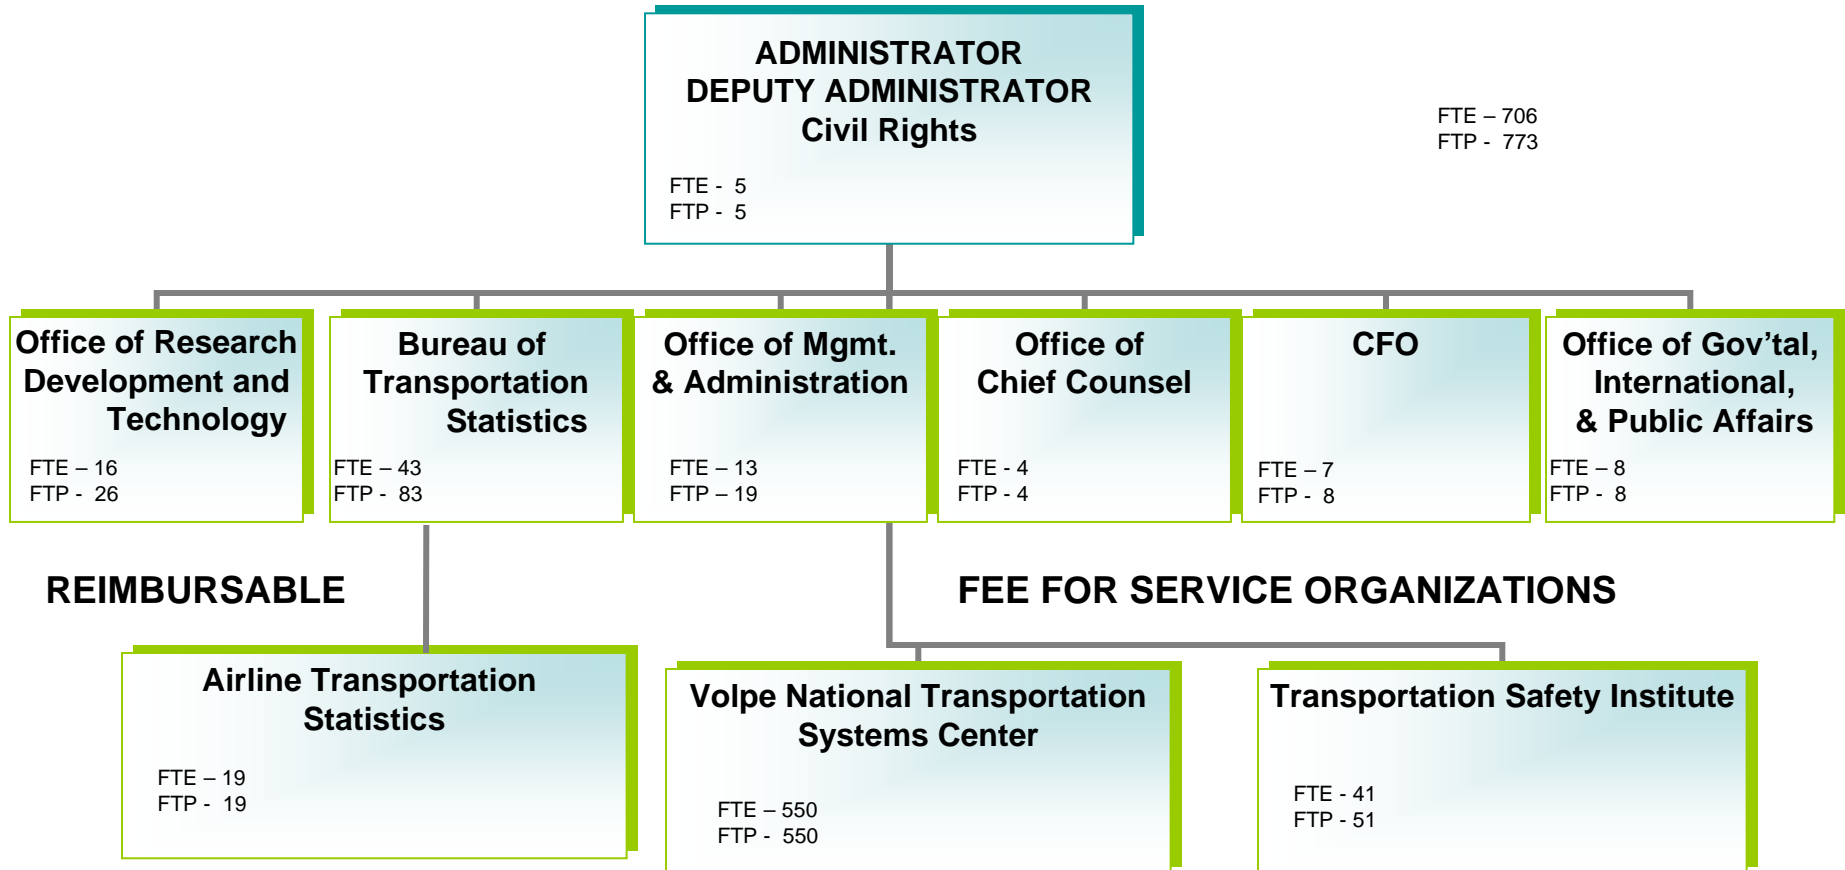 ADMINISTRATOR
DEPUTY ADMINISTRATOR
Civil Rights
FTE - 5
FTP - 5
FTE – 706
FTP - 773
Office of Research
Development and
Technology
FTE – 16
FTP - 26
Bureau of
Transportation
Statistics
FTE – 43
FTP - 83
Office of Mgmt.
& Administration
FTE – 13
FTP – 19
Office of
Chief Counsel
FTE - 4
FTP - 4
CFO
FTE – 7
FTP - 8
Office of Gov’tal,
International,
& Public Affairs
FTE – 8
FTP - 8
REIMBURSABLE
FEE FOR SERVICE ORGANIZATIONS
Airline Transportation
Statistics
FTE – 19
FTP - 19
Volpe National Transportation
Systems Center
FTE – 550
FTP - 550
Transportation Safety Institute
FTE - 41
FTP - 51